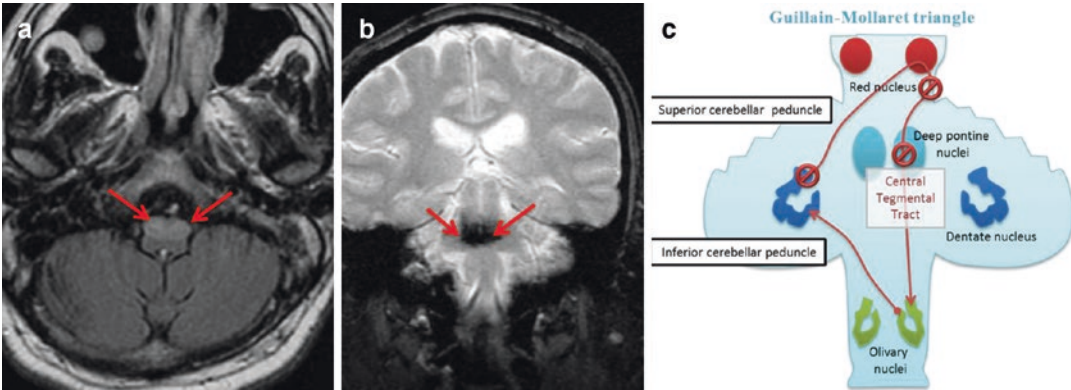 a
b
c
Guillain-Mollaret triangle
Red nucleus
Superior cerebellar peduncle
Deep pontine
nuclei
Central
Tegmental
Tract
Dentate nucleus
Inferior cerebellar peduncle
Olivary
nuclei